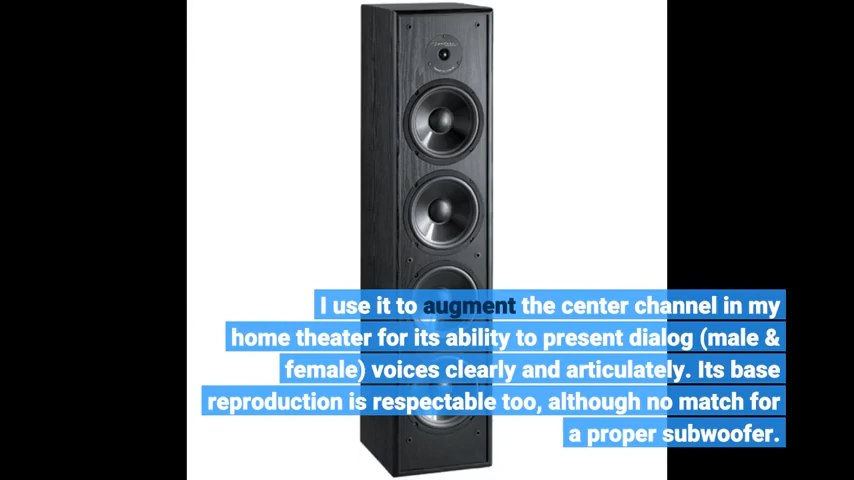 I use it to augment the center channel in my
home theater for its ability to present dialog (male &
female) voices clearly and articulately. Its base
reproduction is respectable too, although no match for
a proper subwoofer.